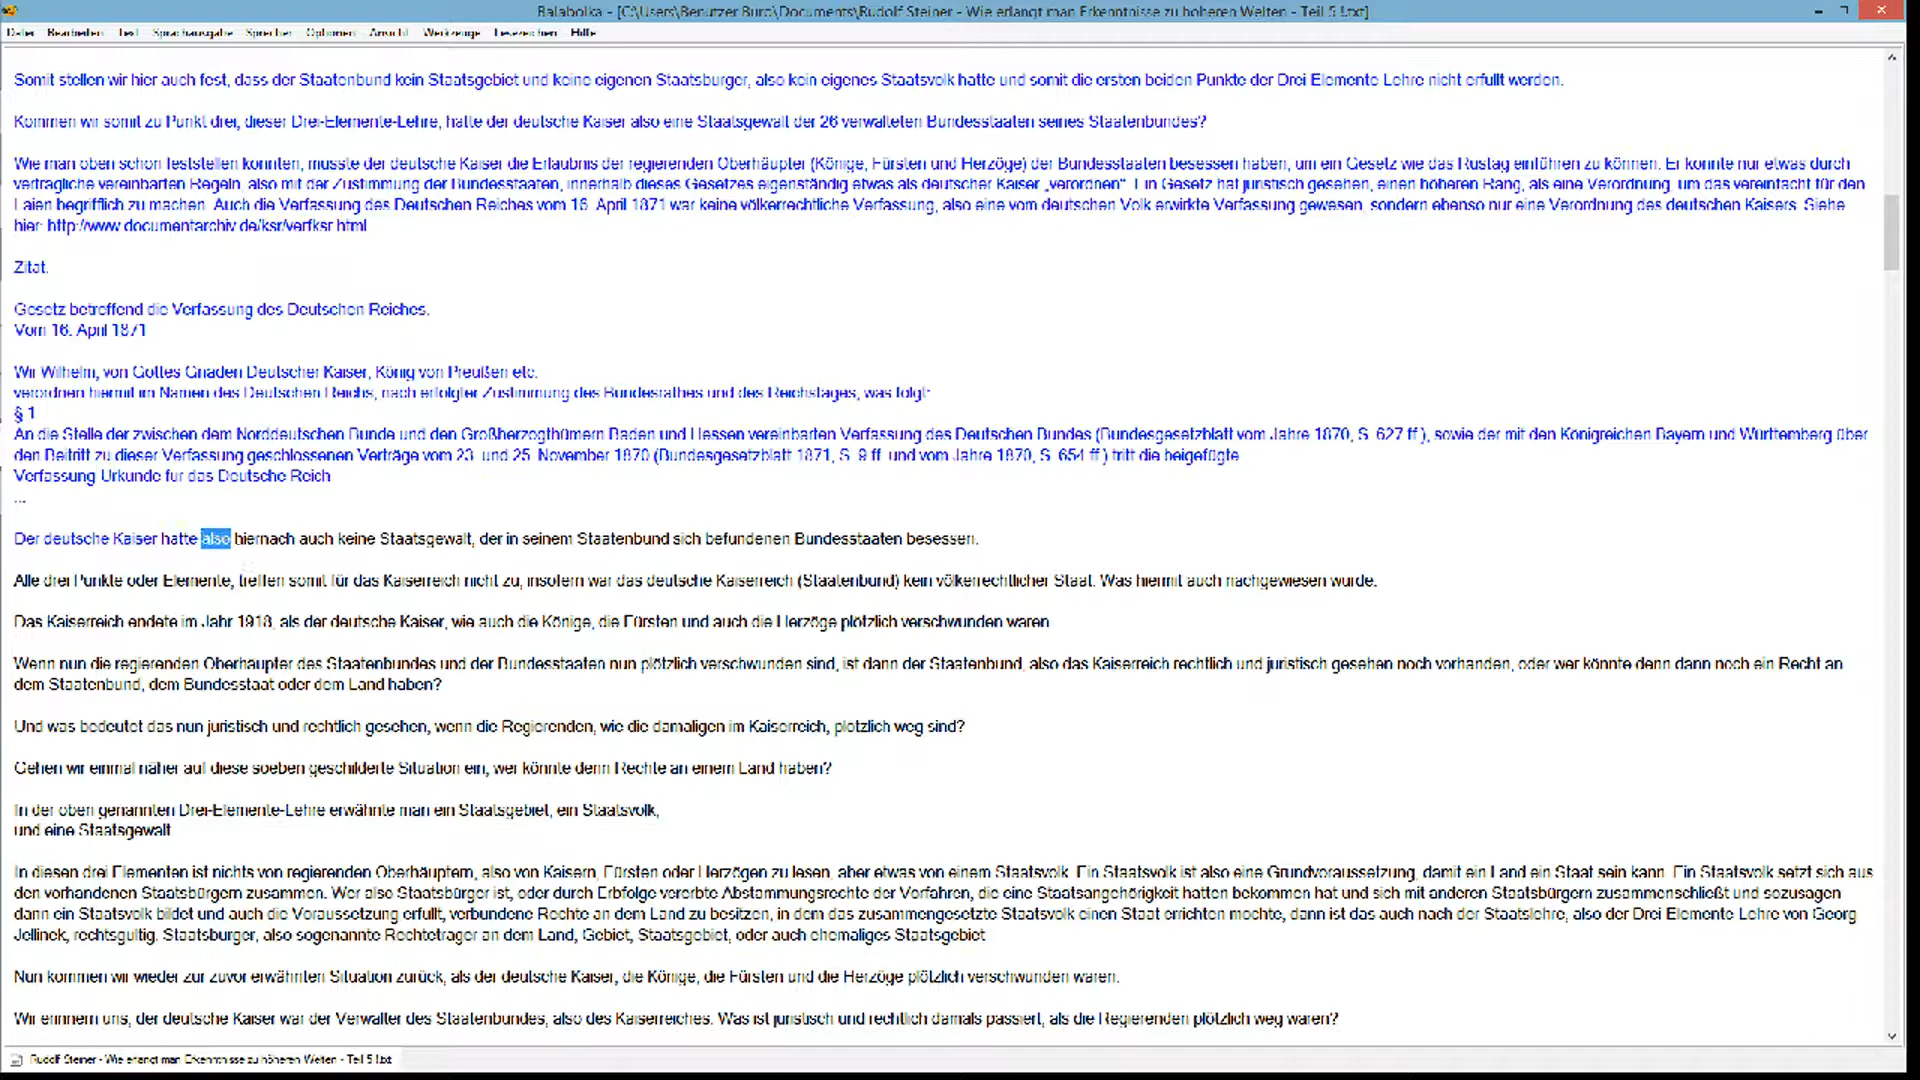 Balabolka - [C:\Users\Benutzer Büro\Documents\Rudolf Steiner - Wie erlangt man Erkenntnisse zu höheren Welten - Teil 5 !.txt]
Datei Bearbeiten Text Sprachausgabe Sprecher Optionen Ansicht Werkzeuge Lesezeichen Hilfe
Somit stellen wir hier auch fest, dass der Staatenbund kein Staatsgebiet und keine eigenen Staatsbürger, also kein eigenes Staatsvolk hatte und somit die ersten beiden Punkte der Drei Elemente Lehre nicht erfüllt werden.
Kommen wir somit zu Punkt drei, dieser Drei-Elemente-Lehre, hatte der deutsche Kaiser also eine Staatsgewalt der 26 verwalteten Bundesstaaten seines Staatenbundes?
Wie man oben schon feststellen konnten, musste der deutsche Kaiser die Erlaubnis der regierenden Oberhäupter (Könige, Fürsten und Herzöge) der Bundesstaaten besessen haben, um ein Gesetz wie das Rustag einführen zu können. Er konnte nur etwas durch
vertragliche vereinbarten Regeln, also mit der Zustimmung der Bundesstaaten, innerhalb dieses Gesetzes eigenständig etwas als deutscher Kaiser „verordnen“. Ein Gesetz hat juristisch gesehen, einen höheren Rang, als eine Verordnung, um das vereinfacht für den
Laien begrifflich zu machen. Auch die Verfassung des Deutschen Reiches vom 16. April 1871 war keine völkerrechtliche Verfassung, also eine vom deutschen Volk erwirkte Verfassung gewesen, sondern ebenso nur eine Verordnung des deutschen Kaisers. Siehe
hier: http://www.documentarchiv.de/ksr/verfksr.html
Zitat:
Gesetz betreffend die Verfassung des Deutschen Reiches.
Vom 16. April 1871
Wir Wilhelm, von Gottes Gnaden Deutscher Kaiser, König von Preußen etc.
verordnen hiermit im Namen des Deutschen Reichs, nach erfolgter Zustimmung des Bundesrathes und des Reichstages, was folgt:
§ 1
An die Stelle der zwischen dem Norddeutschen Bunde und den Großherzogthümern Baden und Hessen vereinbarten Verfassung des Deutschen Bundes (Bundesgesetzblatt vom Jahre 1870, S. 627 ff.), sowie der mit den Königreichen Bayern und Württemberg über
den Beitritt zu dieser Verfassung geschlossenen Verträge vom 23. und 25. November 1870 (Bundesgesetzblatt 1871, S. 9 ff. und vom Jahre 1870, S. 654 ff.) tritt die beigefügte
Verfassung Urkunde für das Deutsche Reich
...
Der deutsche Kaiser hatte also hiernach auch keine Staatsgewalt, der in seinem Staatenbund sich befundenen Bundesstaaten besessen.
Alle drei Punkte oder Elemente, treffen somit für das Kaiserreich nicht zu, insofern war das deutsche Kaiserreich (Staatenbund) kein völkerrechtlicher Staat. Was hiermit auch nachgewiesen wurde.
Das Kaiserreich endete im Jahr 1918, als der deutsche Kaiser, wie auch die Könige, die Fürsten und auch die Herzöge plötzlich verschwunden waren.
Wenn nun die regierenden Oberhäupter des Staatenbundes und der Bundesstaaten nun plötzlich verschwunden sind, ist dann der Staatenbund, also das Kaiserreich rechtlich und juristisch gesehen noch vorhanden, oder wer könnte denn dann noch ein Recht an
dem Staatenbund, dem Bundesstaat oder dem Land haben?
Und was bedeutet das nun juristisch und rechtlich gesehen, wenn die Regierenden, wie die damaligen im Kaiserreich, plötzlich weg sind?
Gehen wir einmal näher auf diese soeben geschilderte Situation ein, wer könnte denn Rechte an einem Land haben?
In der oben genannten Drei-Elemente-Lehre erwähnte man ein Staatsgebiet, ein Staatsvolk,
und eine Staatsgewalt
In diesen drei Elementen ist nichts von regierenden Oberhäuptern, also von Kaisern, Fürsten oder Herzögen zu lesen, aber etwas von einem Staatsvolk. Ein Staatsvolk ist also eine Grundvoraussetzung, damit ein Land ein Staat sein kann. Ein Staatsvolk setzt sich aus
den vorhandenen Staatsbürgern zusammen. Wer also Staatsbürger ist, oder durch Erbfolge vererbte Abstammungsrechte der Vorfahren, die eine Staatsangehörigkeit hatten bekommen hat und sich mit anderen Staatsbürgern zusammenschließt und sozusagen
dann ein Staatsvolk bildet und auch die Voraussetzung erfüllt, verbundene Rechte an dem Land zu besitzen, in dem das zusammengesetzte Staatsvolk einen Staat errichten möchte, dann ist das auch nach der Staatslehre, also der Drei Elemente Lehre von Georg
Jellinek, rechtsgültig. Staatsbürger, also sogenannte Rechteträger an dem Land, Gebiet, Staatsgebiet, oder auch ehemaliges Staatsgebiet
Nun kommen wir wieder zur zuvor erwähnten Situation zurück, als der deutsche Kaiser, die Könige, die Fürsten und die Herzöge plötzlich verschwunden waren.
Wir erinnern uns, der deutsche Kaiser war der Verwalter des Staatenbundes, also des Kaiserreiches. Was ist juristisch und rechtlich damals passiert, als die Regierenden plötzlich weg waren?
Rudolf Steiner - Wie erlangt man Erkenntnisse zu höheren Welten - Teil 5 !.txt